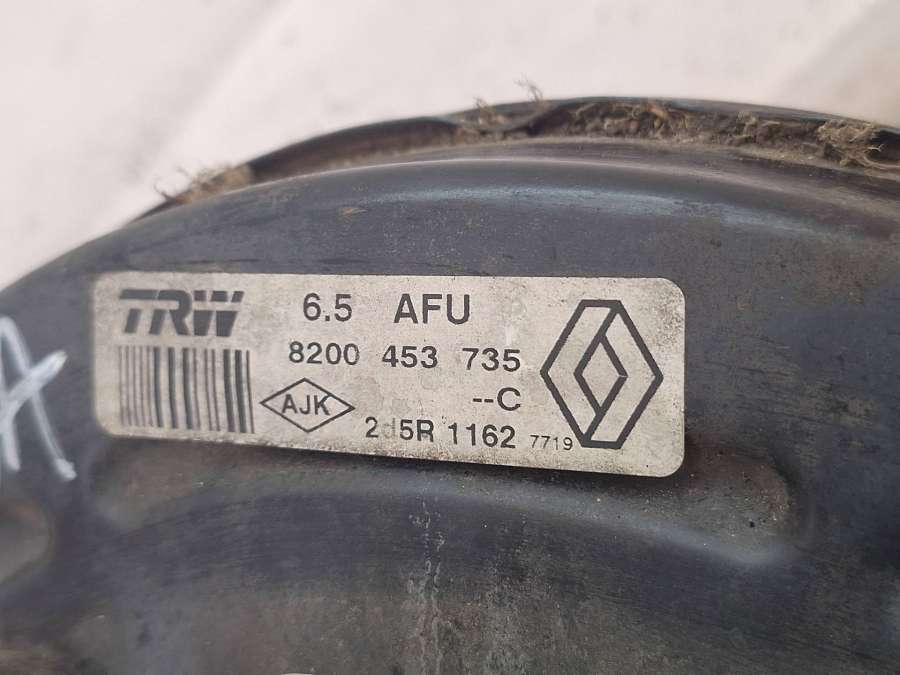 TRW 6.5 AFU
8200 453 735
AJK --C
2d5R 1162 7719
A